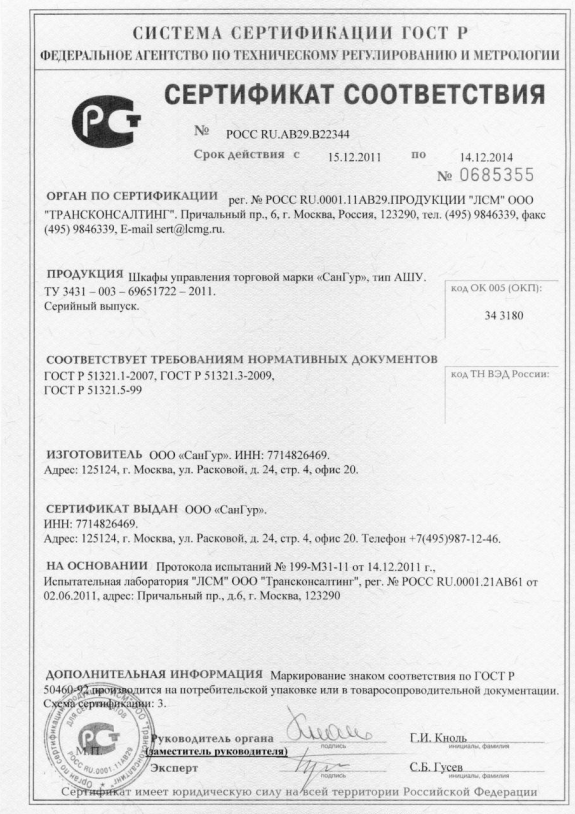 СИСТЕМА СЕРТИФИКАЦИИ ГОСТ Р
ФЕДЕРАЛЬНОЕ АГЕНТСТВО ПО ТЕХНИЧЕСКОМУ РЕГУЛИРОВАНИЮ И МЕТРОЛОГИИ
СЕРТИФИКАТ СООТВЕТСТВИЯ
№ РОСС RU.АВ29.В22344
Срок действия с 15.12.2011 по 14.12.2014
№ 0685355
ОРГАН ПО СЕРТИФИКАЦИИ рег. № РОСС RU.0001.11АВ29.ПРОДУКЦИИ "ЛСМ" ООО
"ТРАНСКОНСАЛТИНГ". Причальный пр., 6, г. Москва, Россия, 123290, тел. (495) 9846339, факс
(495) 9846339, E-mail sert@lcmg.ru.
ПРОДУКЦИЯ Шкафы управления торговой марки «СанГур», тип АШУ.
ТУ 3431 – 003 – 69651722 – 2011.
Серийный выпуск.
код ОК 005 (ОКП):
34 3180
СООТВЕТСТВУЕТ ТРЕБОВАНИЯМ НОРМАТИВНЫХ ДОКУМЕНТОВ
ГОСТ Р 51321.1-2007, ГОСТ Р 51321.3-2009,
ГОСТ Р 51321.5-99
код ТН ВЭД России:
ИЗГОТОВИТЕЛЬ ООО «СанГур». ИНН: 7714826469.
Адрес: 125124, г. Москва, ул. Расковой, д. 24, стр. 4, офис 20.
СЕРТИФИКАТ ВЫДАН ООО «СанГур».
ИНН: 7714826469.
Адрес: 125124, г. Москва, ул. Расковой, д. 24, стр. 4, офис 20. Телефон +7(495)987-12-46.
НА ОСНОВАНИИ Протокола испытаний № 199-М31-11 от 14.12.2011 г.,
Испытательная лаборатория "ЛСМ" ООО "Трансконсалтинг", рег. № РОСС RU.0001.21АВ61 от
02.06.2011, адрес: Причальный пр., д.6, г. Москва, 123290
ДОПОЛНИТЕЛЬНАЯ ИНФОРМАЦИЯ Маркирование знаком соответствия по ГОСТ Р
50460-92 производится на потребительской упаковке или в товаросопроводительной документации.
Схема сертификации: 3.
Руководитель органа Г.И. Кноль
подпись инициалы, фамилия
М.П. (заместитель руководителя)
Эксперт С.Б. Гусев
подпись инициалы, фамилия
Сертификат имеет юридическую силу на всей территории Российской Федерации